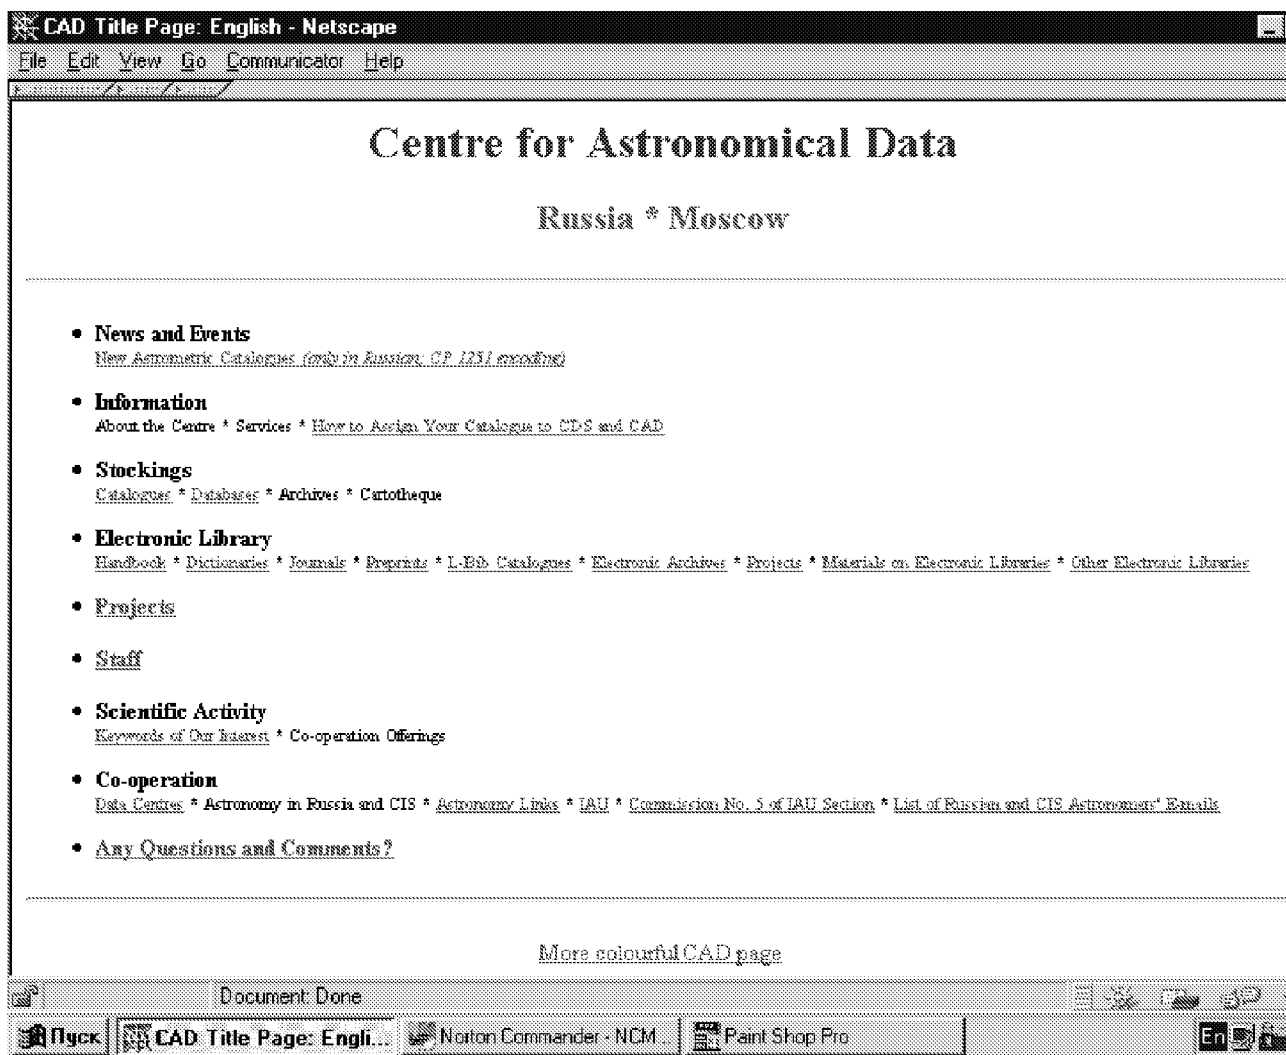 CAD Title Page: English - Netscape
File Edit View Go Communicator Help
Centre for Astronomical Data
Russia * Moscow
News and Events
New Astrometric Catalogues (only in Russian; CP 1251 encoding)
Information
About the Centre * Services * How to Assign Your Catalogue to CDS and CAD
Stockings
Catalogues * Databases * Archives * Cartotheque
Electronic Library
Handbook * Dictionaries * Journals * Preprints * L-Bib Catalogues * Electronic Archives * Projects * Materials on Electronic Libraries * Other Electronic Libraries
Projects
Staff
Scientific Activity
Keywords of Our Interest * Co-operation Offerings
Co-operation
Data Centres * Astronomy in Russia and CIS * Astronomy Links * IAU * Commission No. 5 of IAU Section * List of Russian and CIS Astronomers' E-mails
Any Questions and Comments?
More colourful CAD page
Document: Done
Пуск CAD Title Page: Engli... Norton Commander - NCM ... Paint Shop Pro En